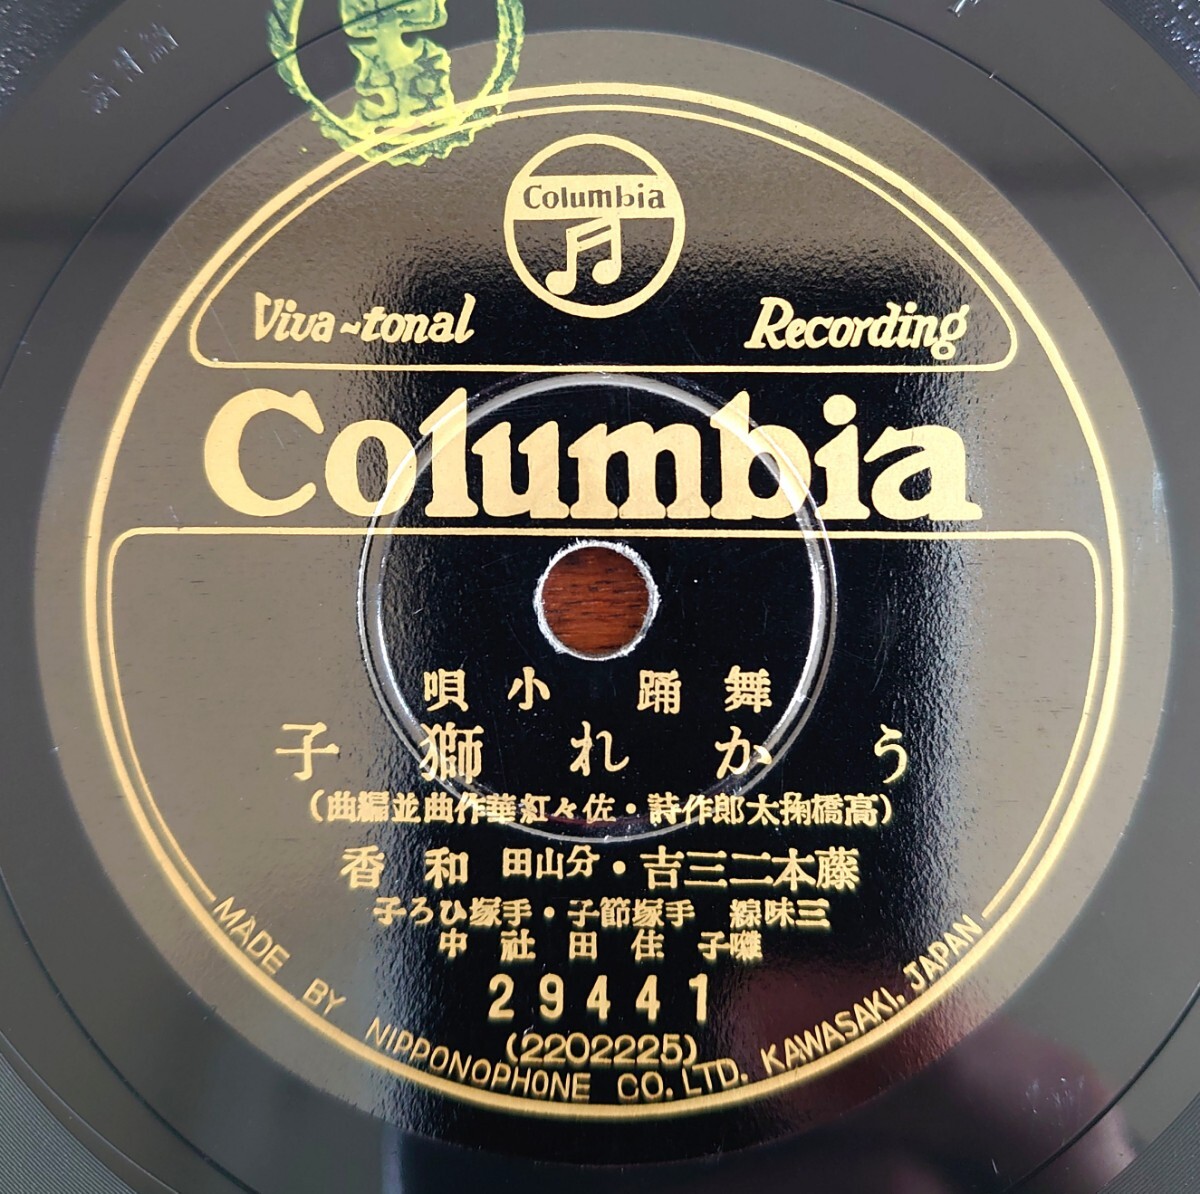 Columbia
Viva-tonal Recording
Columbia
舞踊小唄
うかれ獅子
(高橋掬太郎作詩・佐々紅華作曲並編曲)
藤本二三吉・分山田和香
三味線 手塚節子・手塚ひろ子
囃子 住田社中
29441
(2202225)
MADE BY NIPPONOPHONE CO., LTD. KAWASAKI, JAPAN